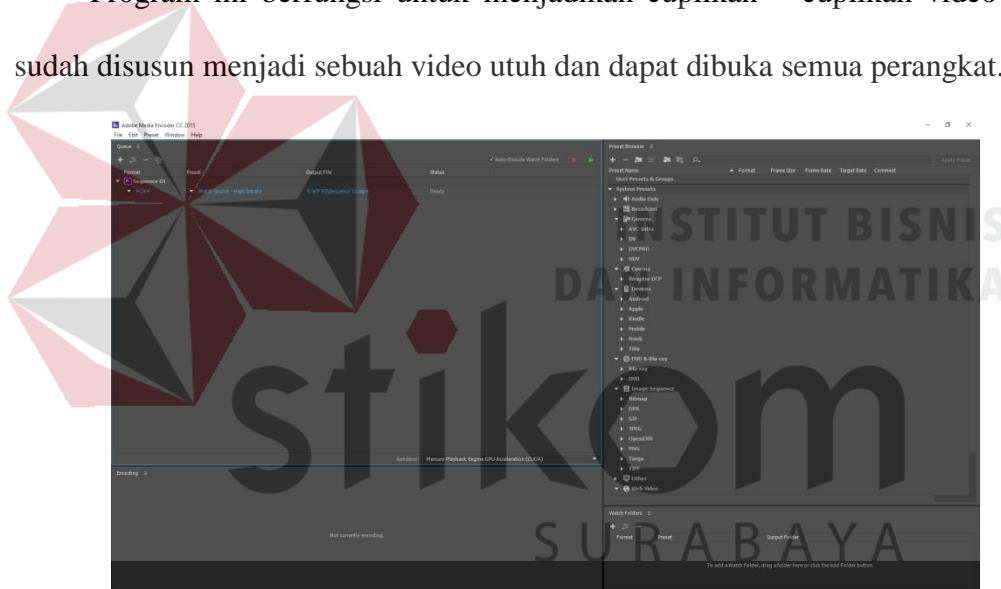 Program ini berfungsi untuk menjadikan cuplikan – cuplikan video
sudah disusun menjadi sebuah video utuh dan dapat dibuka semua perangkat.
Adobe Media Encoder CC 2015
File Edit Preset Window Help
Queue
Auto-Encode Watch Folders
Format Preset Output File Status
Sequence 01
H.264 Match Source - High bitrate Ready
Renderer: Mercury Playback Engine GPU Acceleration (CUDA)
Encoding
Not currently encoding.
Preset Browser
Apply Preset
Preset Name Format Frame Size Frame Rate Target Rate Comment
User Presets & Groups
System Presets
Audio Only
Broadcast
Camera
AVC-Intra
DV
DVCPRO
HDV
Cinema
Wraptor DCP
Devices
Android
Apple
Kindle
Mobile
Nook
TiVo
DVD & Blu-ray
Blu-ray
DVD
Image Sequence
Bitmap
DPX
GIF
JPEG
OpenEXR
PNG
Targa
TIFF
Other
Web Video
Watch Folders
Format Preset Output Folder
To add a Watch Folder, drag a folder here or click the Add Folder button.
INSTITUT BISNIS
DAN INFORMATIKA
stikom
SURABAYA